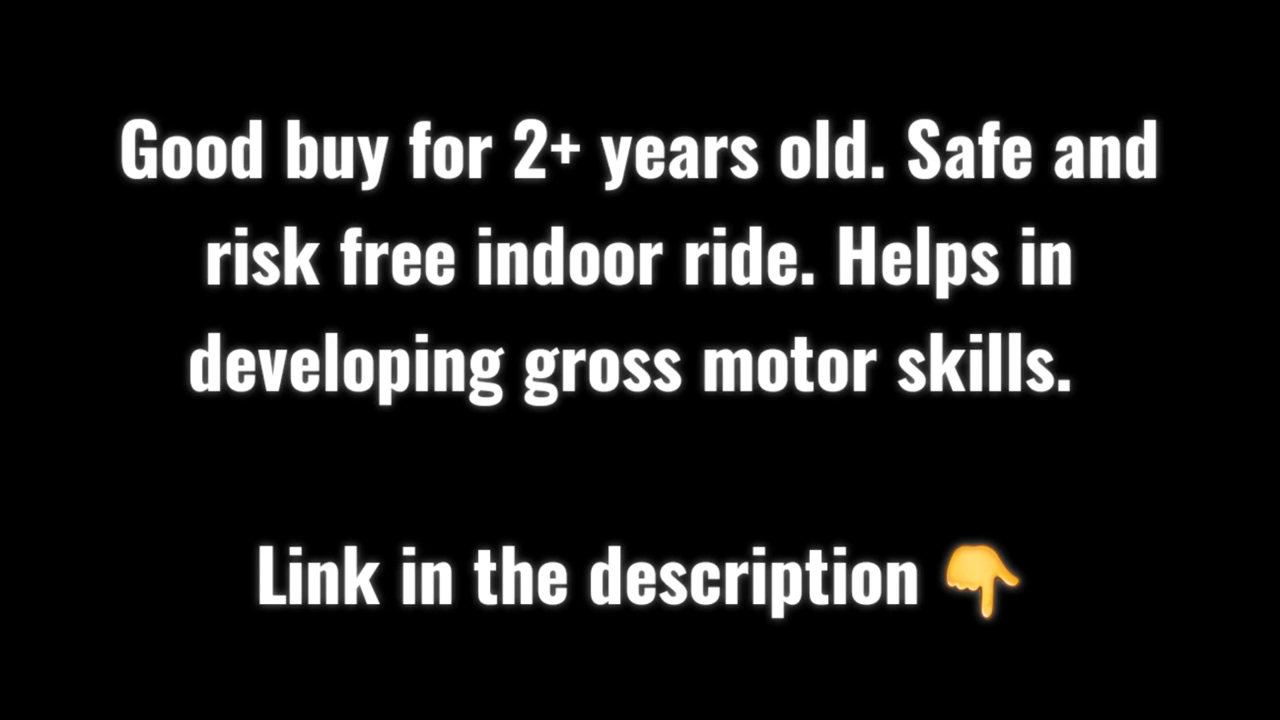 Good buy for 2+ years old. Safe and
risk free indoor ride. Helps in
developing gross motor skills.
Link in the description 👇